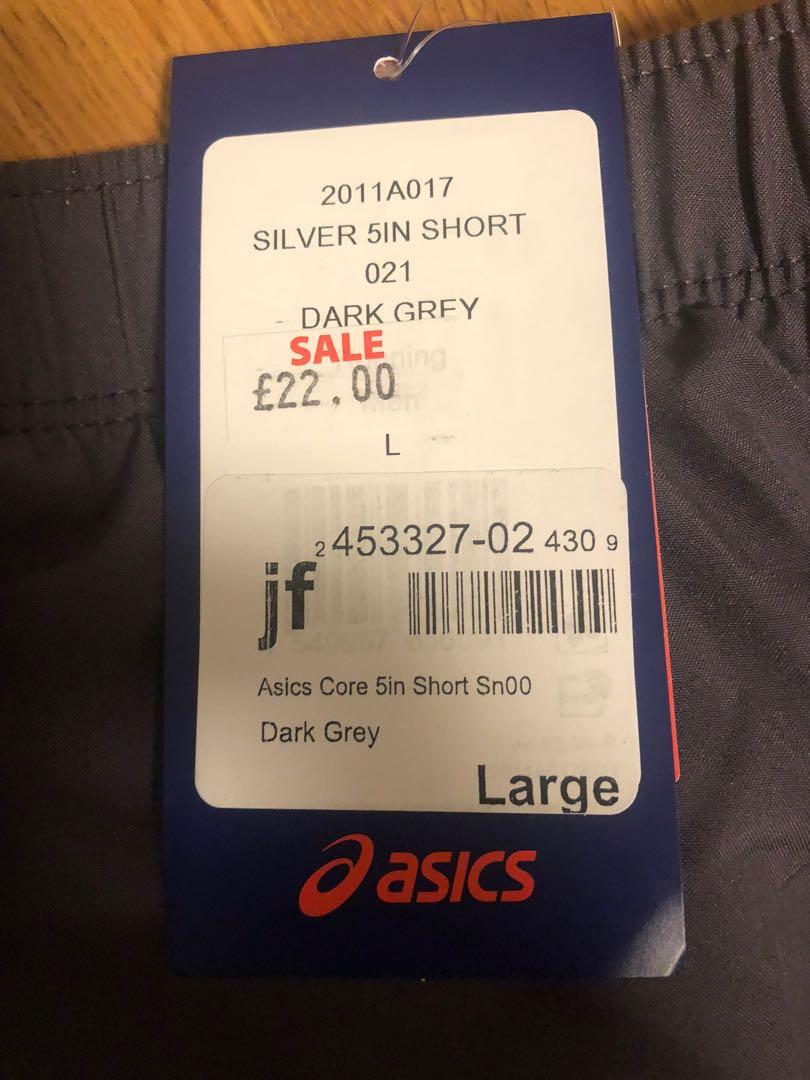 2011A017
SILVER 5IN SHORT
021
- DARK GREY
SALE
£22.00
L
2 453327-02 430 9
jf
Asics Core 5in Short Sn00
Dark Grey
Large
asics